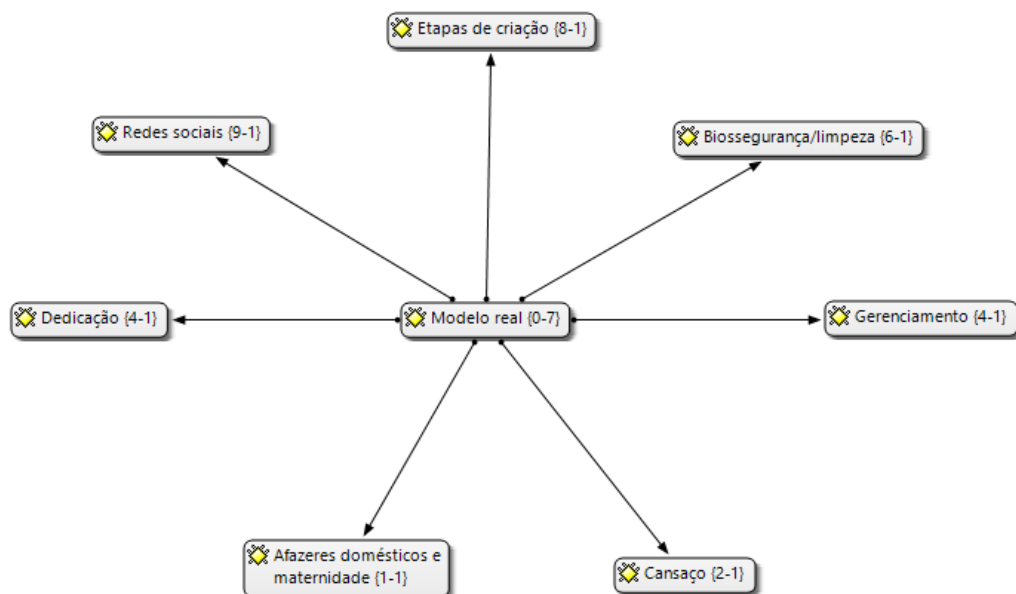 Etapas de criação {8-1}
Redes sociais {9-1}
Biossegurança/limpeza {6-1}
Dedicação {4-1}
Modelo real {0-7}
Gerenciamento {4-1}
Afazeres domésticos e
maternidade {1-1}
Cansaço {2-1}